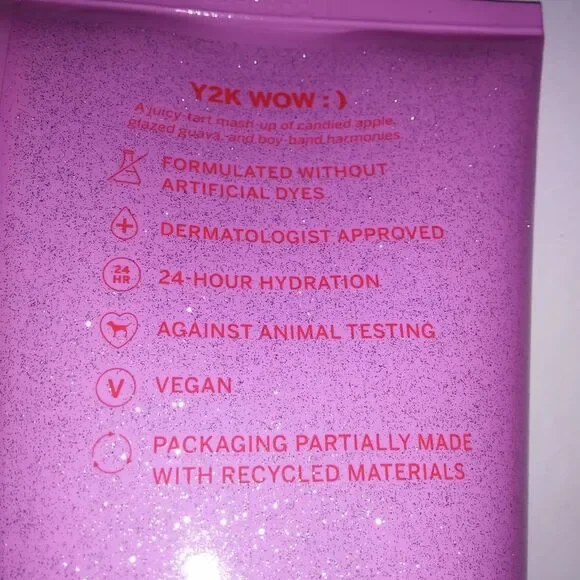 Y2K WOW : )
A juicy-tart mash-up of candied apple,
glazed guava, and boy-band harmonies.
FORMULATED WITHOUT
ARTIFICIAL DYES
DERMATOLOGIST APPROVED
24
HR
24-HOUR HYDRATION
AGAINST ANIMAL TESTING
V
VEGAN
PACKAGING PARTIALLY MADE
WITH RECYCLED MATERIALS